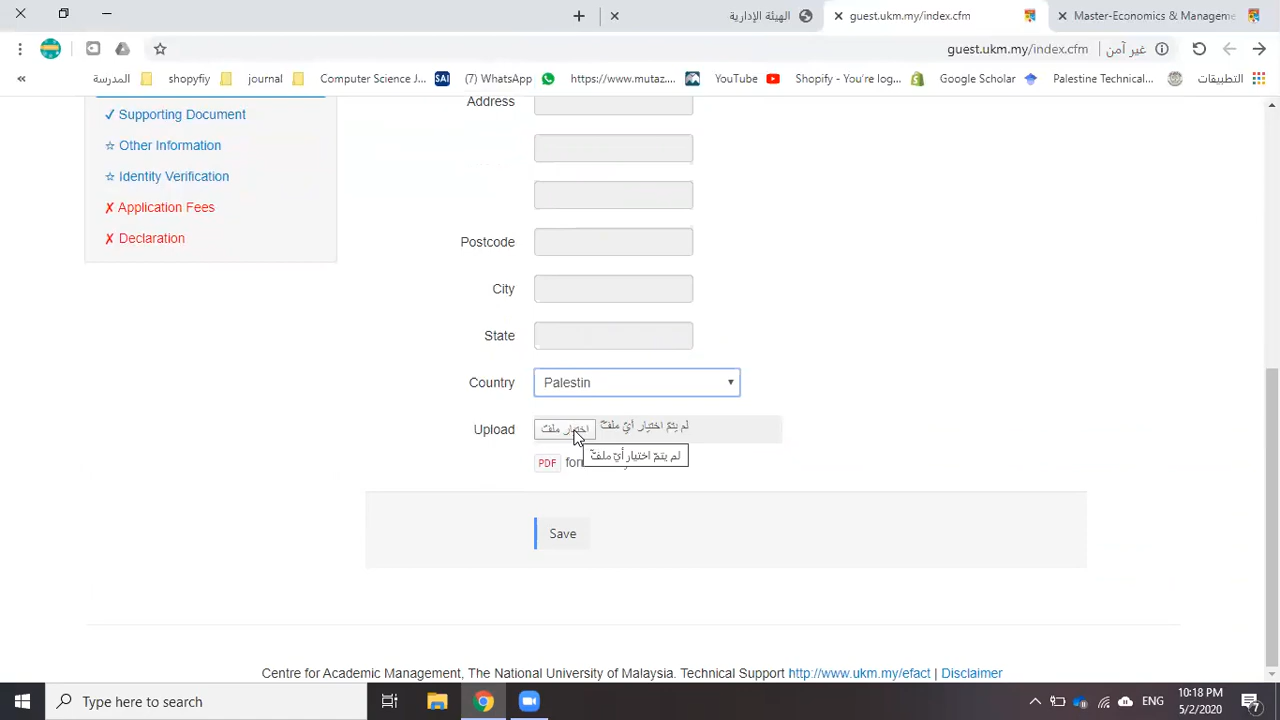 الهيئة الإدارية
guest.ukm.my/index.cfm
Master-Economics & Manageme
guest.ukm.my/index.cfm
غير آمن
«
المدرسة
shopyfiy
journal
Computer Science J...
SAI
(7) WhatsApp
https://www.mutaz....
YouTube
Shopify - You're log...
Google Scholar
Palestine Technical...
التطبيقات
Supporting Document
Other Information
Identity Verification
Application Fees
Declaration
Address
Postcode
City
State
Country
Palestin
Upload
اختيار ملفّ
لم يتمّ اختيار أيّ ملفّ
لم يتمّ اختيار أيّ ملفّ
PDF
Save
Centre for Academic Management, The National University of Malaysia. Technical Support http://www.ukm.my/efact | Disclaimer
Type here to search
ENG
10:18 PM
5/2/2020
7